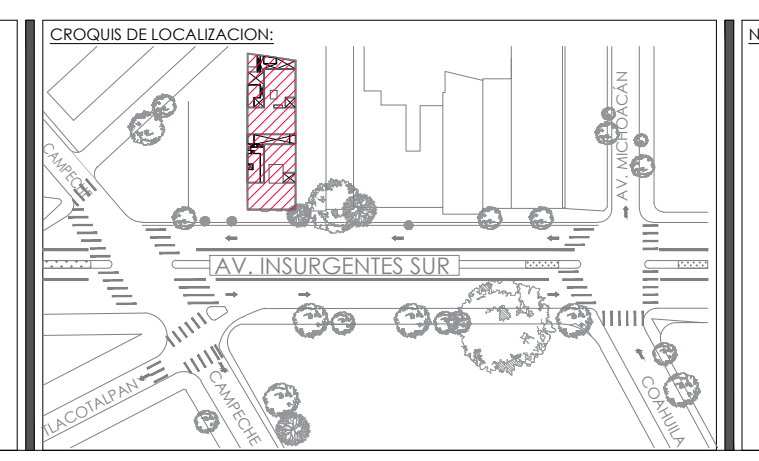 CROQUIS DE LOCALIZACION:
N
AV. MICHOACÁN
CAMPECHE
AV. INSURGENTES SUR
TLACOTALPAN
CAMPECHE
COAHUILA